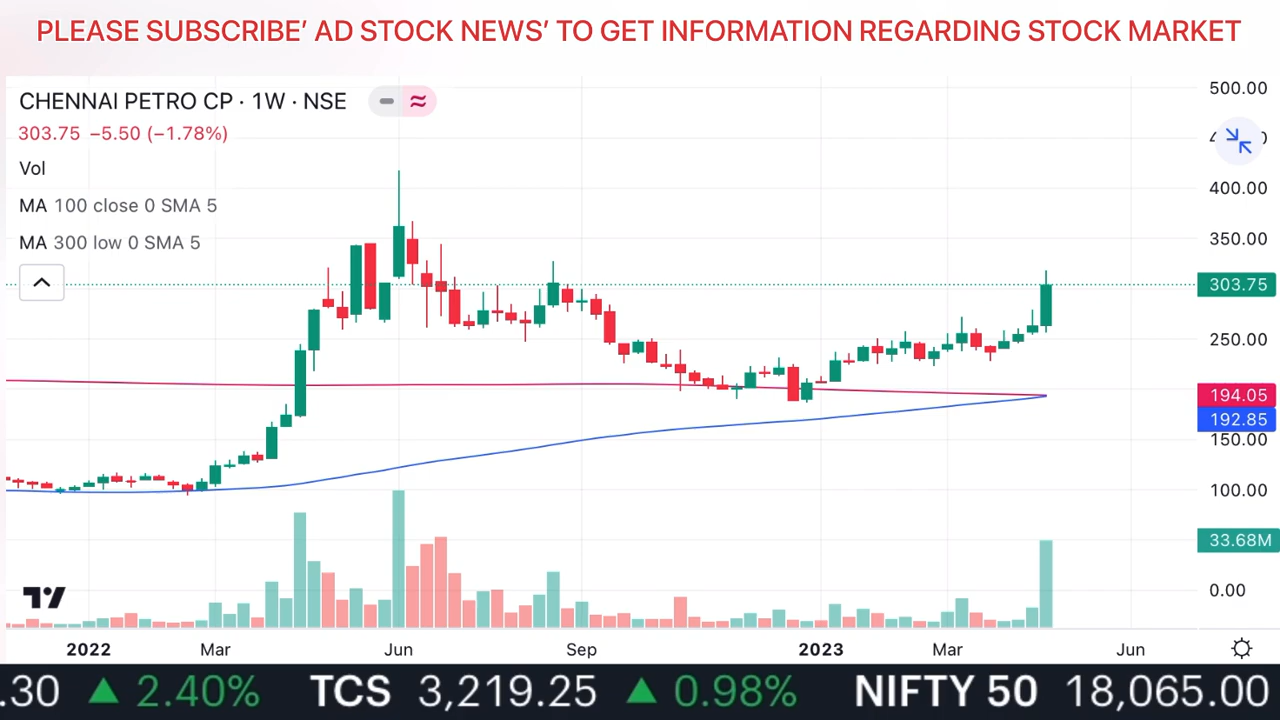 PLEASE SUBSCRIBE’ AD STOCK NEWS’ TO GET INFORMATION REGARDING STOCK MARKET
CHENNAI PETRO CP · 1W · NSE
303.75 −5.50 (−1.78%)
Vol
MA 100 close 0 SMA 5
MA 300 low 0 SMA 5
500.00
400.00
350.00
303.75
250.00
194.05
192.85
150.00
100.00
33.68M
0.00
2022 Mar Jun Sep 2023 Mar Jun
.30 ▲ 2.40% TCS 3,219.25 ▲ 0.98% NIFTY 50 18,065.00